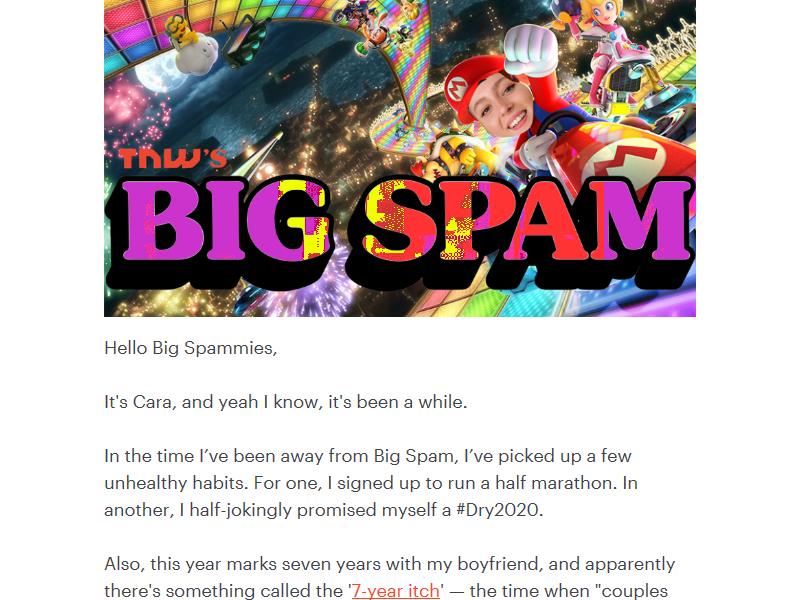 TNW'S
BIG SPAM
Hello Big Spammies,
It's Cara, and yeah I know, it's been a while.
In the time I’ve been away from Big Spam, I’ve picked up a few
unhealthy habits. For one, I signed up to run a half marathon. In
another, I half-jokingly promised myself a #Dry2020.
Also, this year marks seven years with my boyfriend, and apparently
there's something called the '7-year itch' — the time when "couples